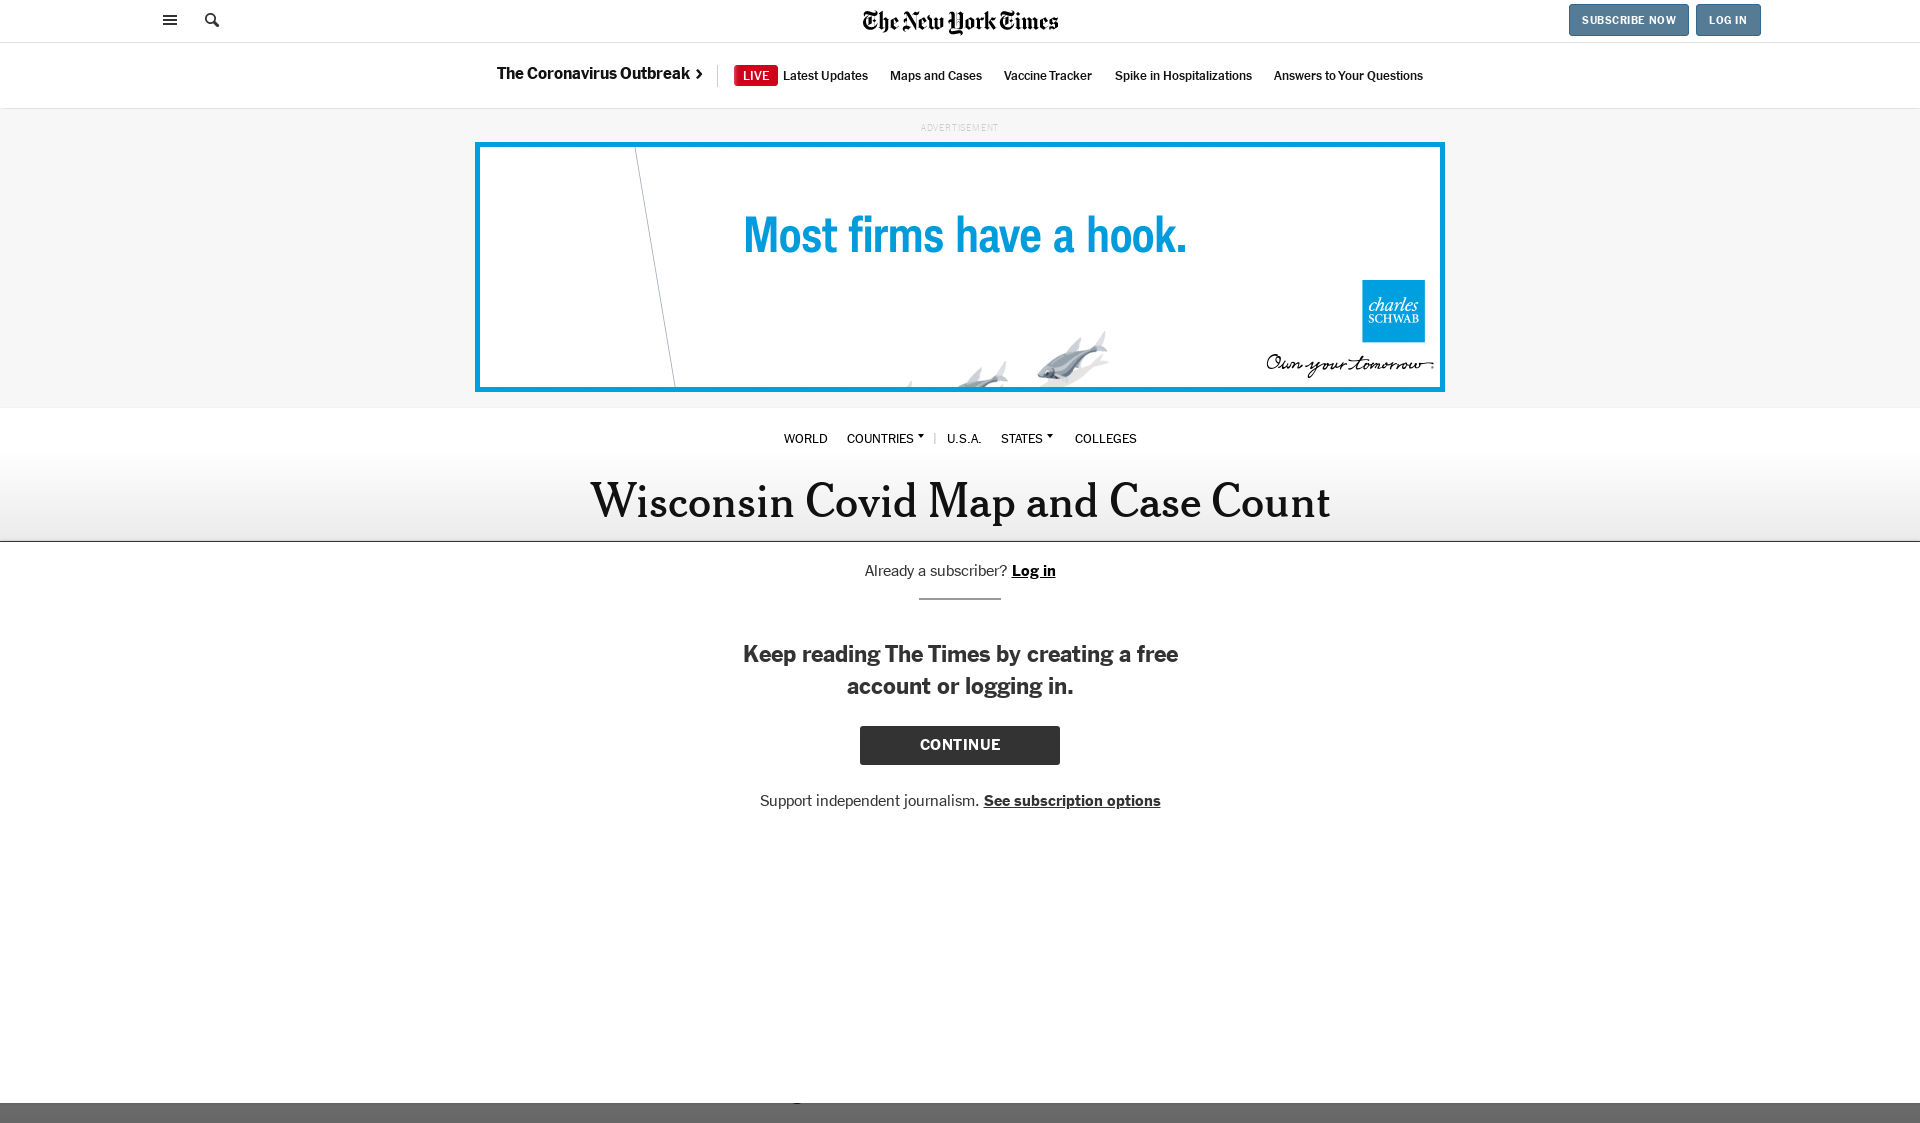 The New York Times
SUBSCRIBE NOW
LOG IN
The Coronavirus Outbreak
LIVE Latest Updates
Maps and Cases
Vaccine Tracker
Spike in Hospitalizations
Answers to Your Questions
ADVERTISEMENT
Most firms have a hook.
charles
SCHWAB
Own your tomorrow.
WORLD
COUNTRIES
U.S.A.
STATES
COLLEGES
Wisconsin Covid Map and Case Count
Already a subscriber? Log in
Keep reading The Times by creating a free
account or logging in.
CONTINUE
Support independent journalism. See subscription options